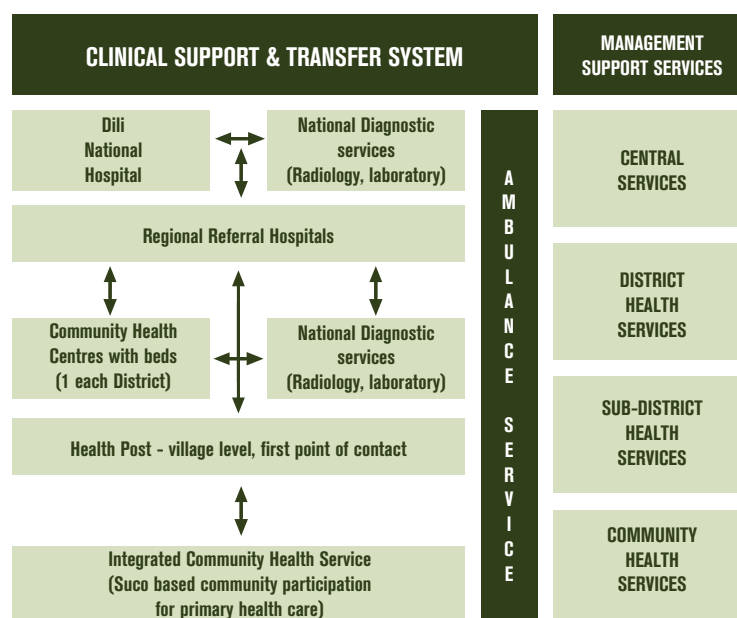 CLINICAL SUPPORT & TRANSFER SYSTEM
MANAGEMENT
SUPPORT SERVICES
Dili
National
Hospital
National Diagnostic
services
(Radiology, laboratory)
Regional Referral Hospitals
Community Health
Centres with beds
(1 each District)
National Diagnostic
services
(Radiology, laboratory)
Health Post - village level, first point of contact
Integrated Community Health Service
(Suco based community participation
for primary health care)
AMBULANCE SERVICE
CENTRAL
SERVICES
DISTRICT
HEALTH
SERVICES
SUB-DISTRICT
HEALTH
SERVICES
COMMUNITY
HEALTH
SERVICES